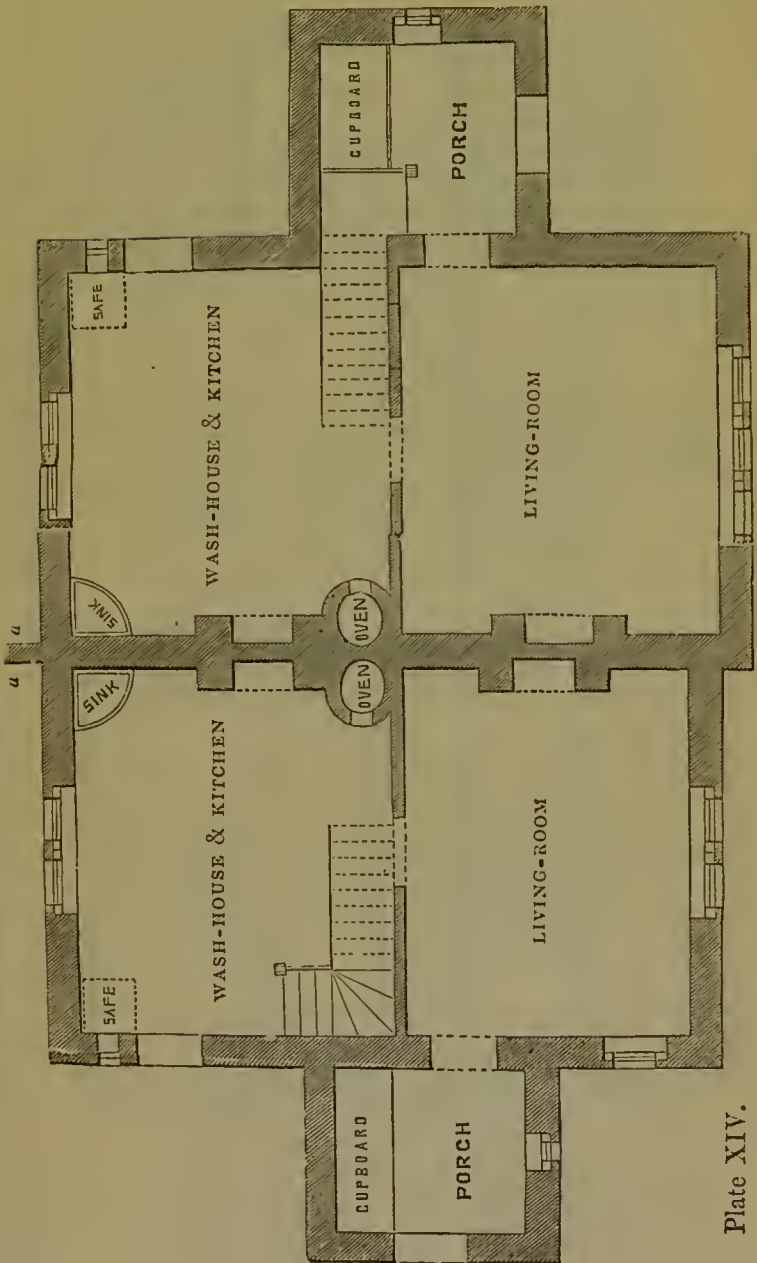 a a
SINK
SINK
SAFE
SAFE
WASH-HOUSE & KITCHEN
WASH-HOUSE & KITCHEN
OVEN
OVEN
CUPBOARD
CUPBOARD
PORCH
PORCH
LIVING-ROOM
LIVING-ROOM
Plate XIV.